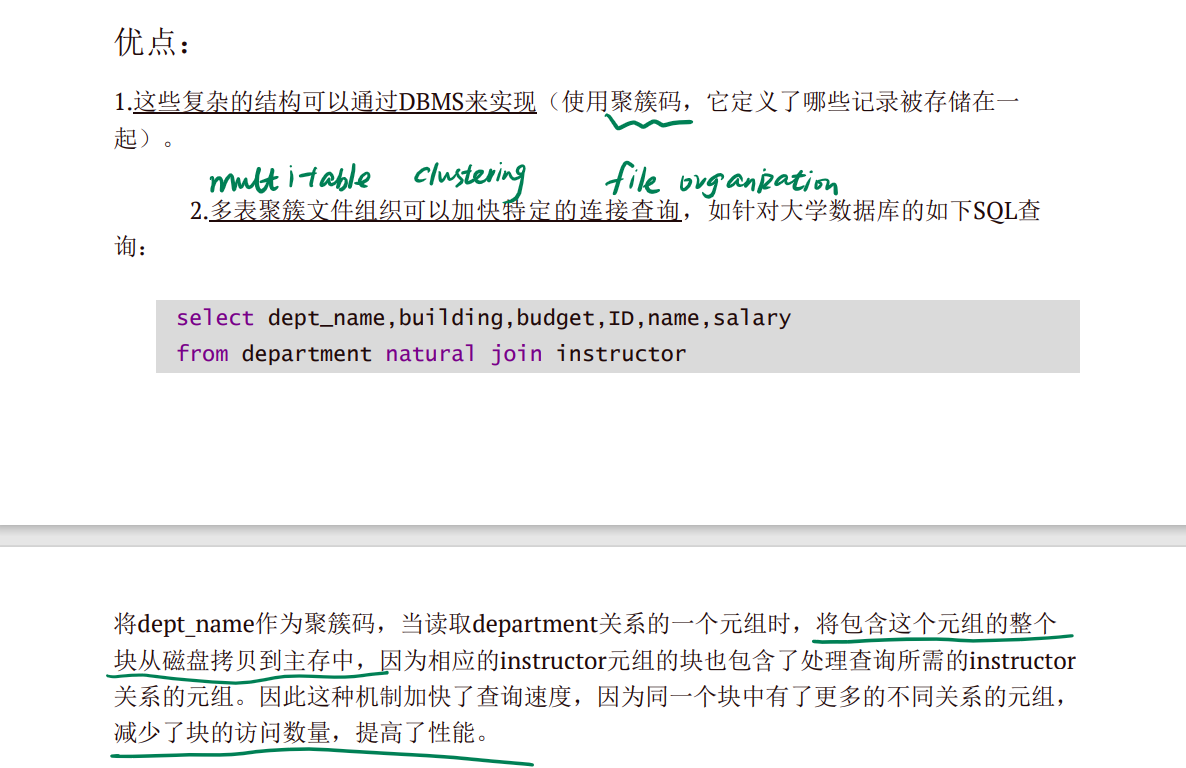 优点：
1.这些复杂的结构可以通过DBMS来实现（使用聚簇码，它定义了哪些记录被存储在一
起）。
multitable clustering file organization
2.多表聚簇文件组织可以加快特定的连接查询，如针对大学数据库的如下SQL查
询：
select dept_name,building,budget,ID,name,salary
from department natural join instructor
将dept_name作为聚簇码，当读取department关系的一个元组时，将包含这个元组的整个
块从磁盘拷贝到主存中，因为相应的instructor元组的块也包含了处理查询所需的instructor
关系的元组。因此这种机制加快了查询速度，因为同一个块中有了更多的不同关系的元组，
减少了块的访问数量，提高了性能。